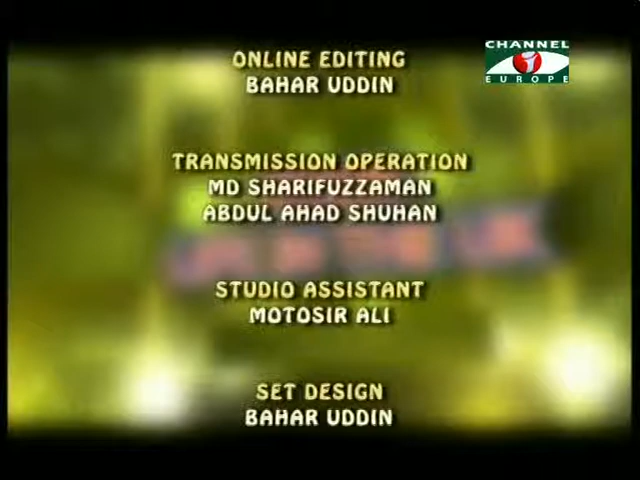 CHANNEL
i
EUROPE
ONLINE EDITING
BAHAR UDDIN
TRANSMISSION OPERATION
MD SHARIFUZZAMAN
ABDUL AHAD SHUHAN
STUDIO ASSISTANT
MOTOSIR ALI
SET DESIGN
BAHAR UDDIN